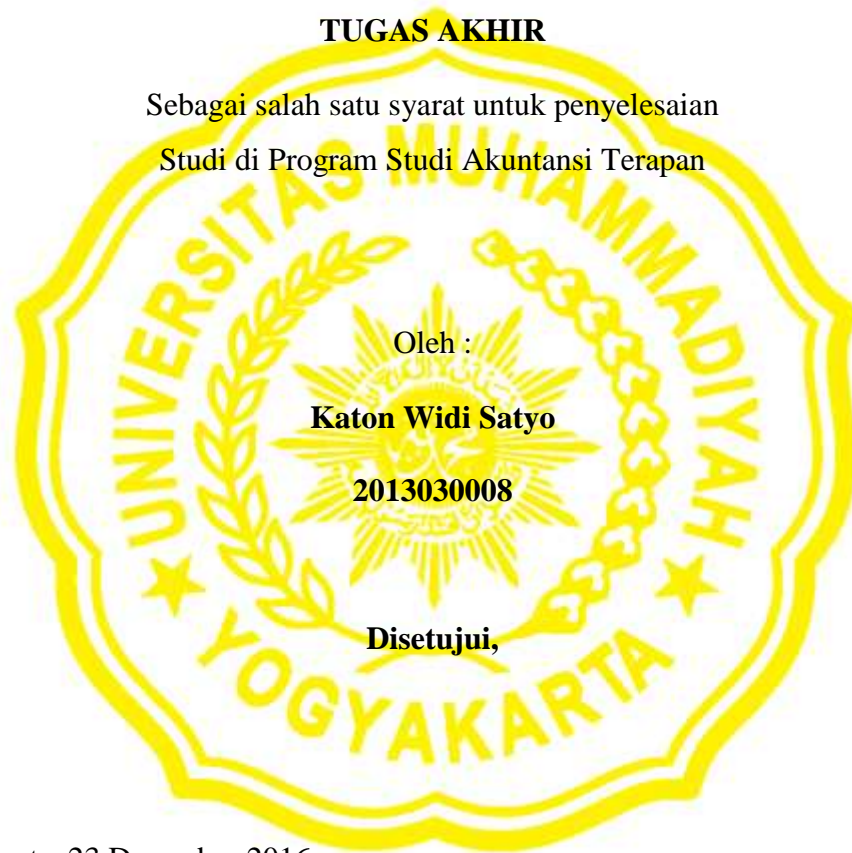 TUGAS AKHIR
Sebagai salah satu syarat untuk penyelesaian
Studi di Program Studi Akuntansi Terapan
UNIVERSITAS MUHAMMADIYAH
Oleh :
Katon Widi Satyo
2013030008
Disetujui,
YOGYAKARTA